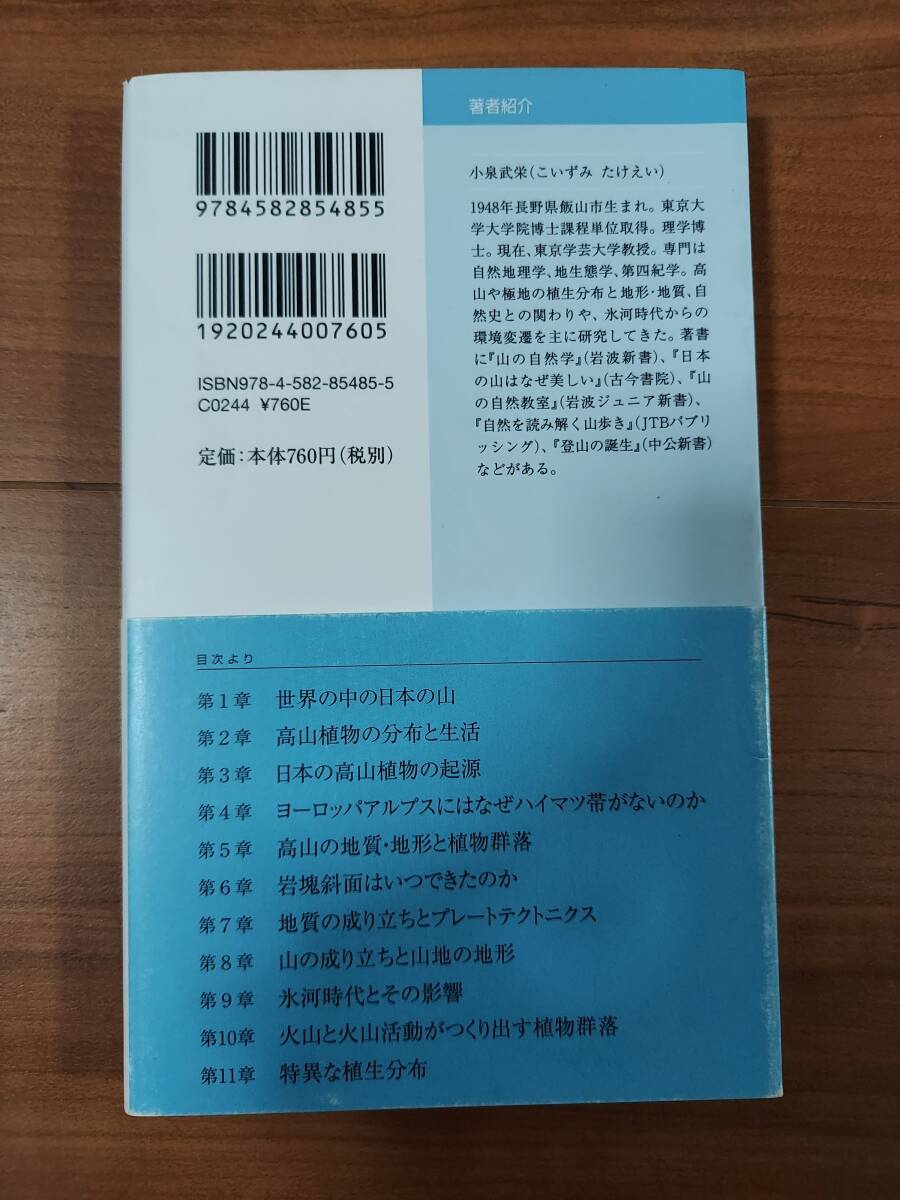 9784582854855
1920244007605
ISBN978-4-582-85485-5
C0244 ¥760E
定価：本体760円（税別）
著者紹介
小泉武栄（こいずみ たけえい）
1948年長野県飯山市生まれ。東京大
学大学院博士課程単位取得。理学博
士。現在、東京学芸大学教授。専門は
自然地理学、地生態学、第四紀学。高
山や極地の植生分布と地形・地質、自
然史との関わりや、氷河時代からの
環境変遷を主に研究してきた。著書
に『山の自然学』（岩波新書）、『日本
の山はなぜ美しい』（古今書院）、『山
の自然教室』（岩波ジュニア新書）、
『自然を読み解く山歩き』（JTBパブリ
ッシング）、『登山の誕生』（中公新書）
などがある。
目次より
第1章 世界の中の日本の山
第2章 高山植物の分布と生活
第3章 日本の高山植物の起源
第4章 ヨーロッパアルプスにはなぜハイマツ帯がないのか
第5章 高山の地質・地形と植物群落
第6章 岩塊斜面はいつできたのか
第7章 地質の成り立ちとプレートテクトニクス
第8章 山の成り立ちと山地の地形
第9章 氷河時代とその影響
第10章 火山と火山活動がつくり出す植物群落
第11章 特異な植生分布